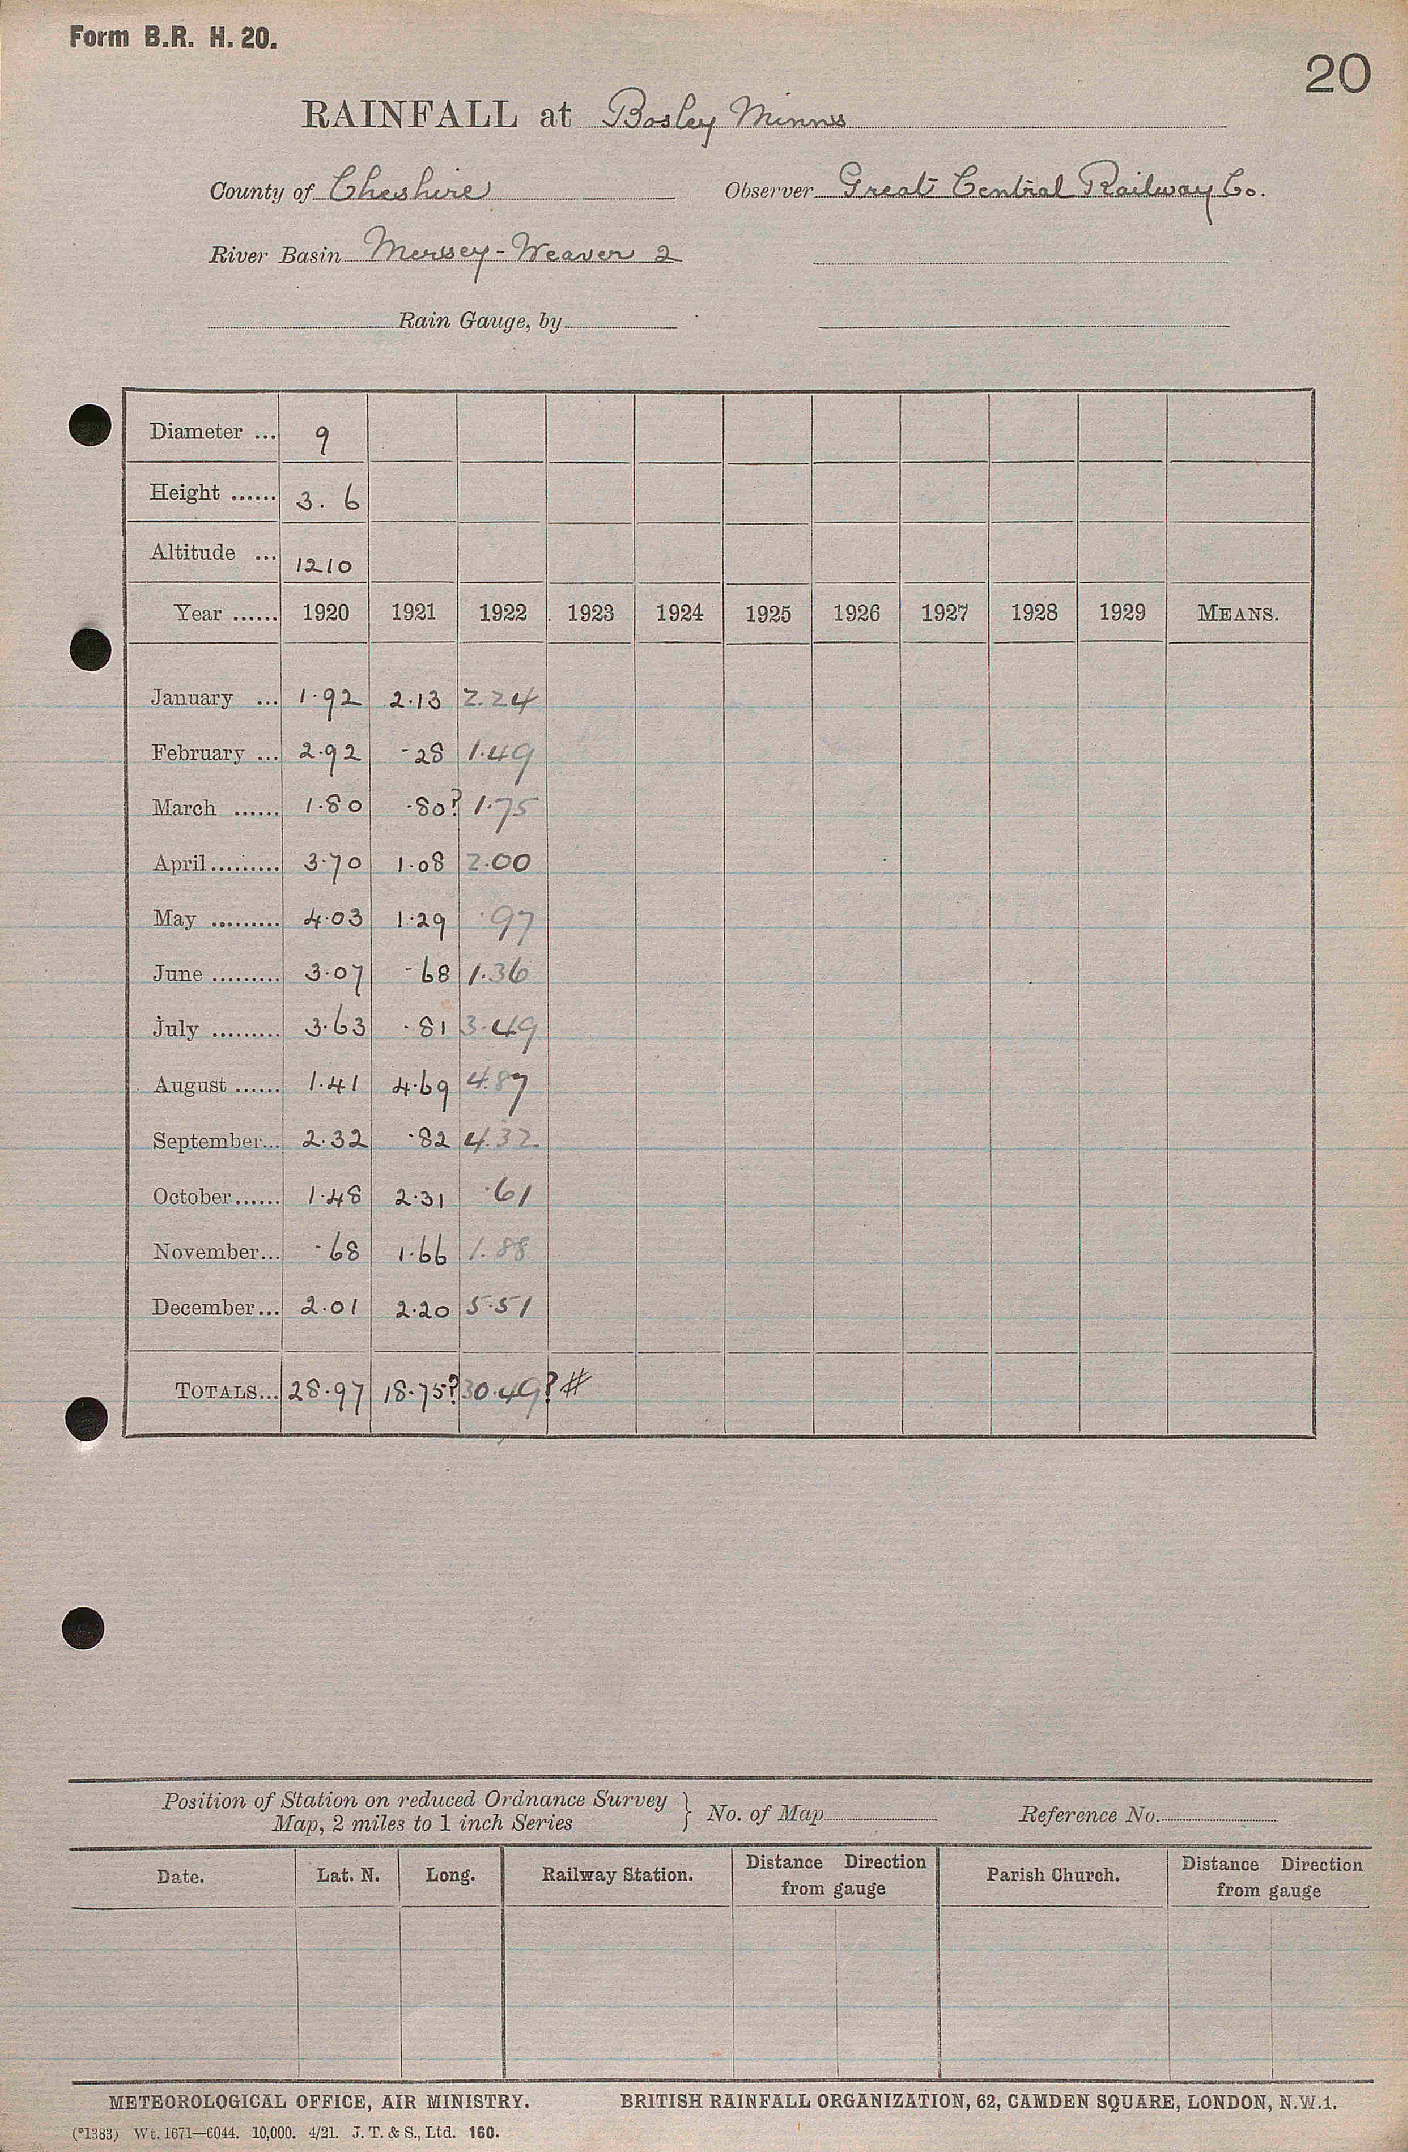 Form B.R. H. 20.
20
RAINFALL at Bosley Minns
County of Cheshire Observer Great Central Railway Co.
River Basin Mersey-Weaver 2
Rain Gauge, by
Diameter ... 9
Height ...... 3. 6
Altitude ... 1210
Year ...... 1920 1921 1922 1923 1924 1925 1926 1927 1928 1929 MEANS.
January ... 1.92 2.13 2.24
February ... 2.92 .28 1.49
March ...... 1.80 .80? 1.75
April ......... 3.70 1.08 2.00
May ......... 4.03 1.29 .97
June ......... 3.07 .68 1.36
July ......... 3.63 .81 3.49
August ...... 1.41 4.69 4.87
September... 2.32 .82 4.32
October ...... 1.48 2.31 .61
November... .68 1.66 1.88
December... 2.01 2.20 5.51
TOTALS... 28.97 18.75? 30.49? #
Position of Station on reduced Ordnance Survey
Map, 2 miles to 1 inch Series } No. of Map Reference No.
Date. Lat. N. Long. Railway Station. Distance Direction from gauge Parish Church. Distance Direction from gauge
METEOROLOGICAL OFFICE, AIR MINISTRY. BRITISH RAINFALL ORGANIZATION, 62, CAMDEN SQUARE, LONDON, N.W.1.
(*1383) Wt. 1671—6044. 10,000. 4/21. J. T. & S., Ltd. 160.